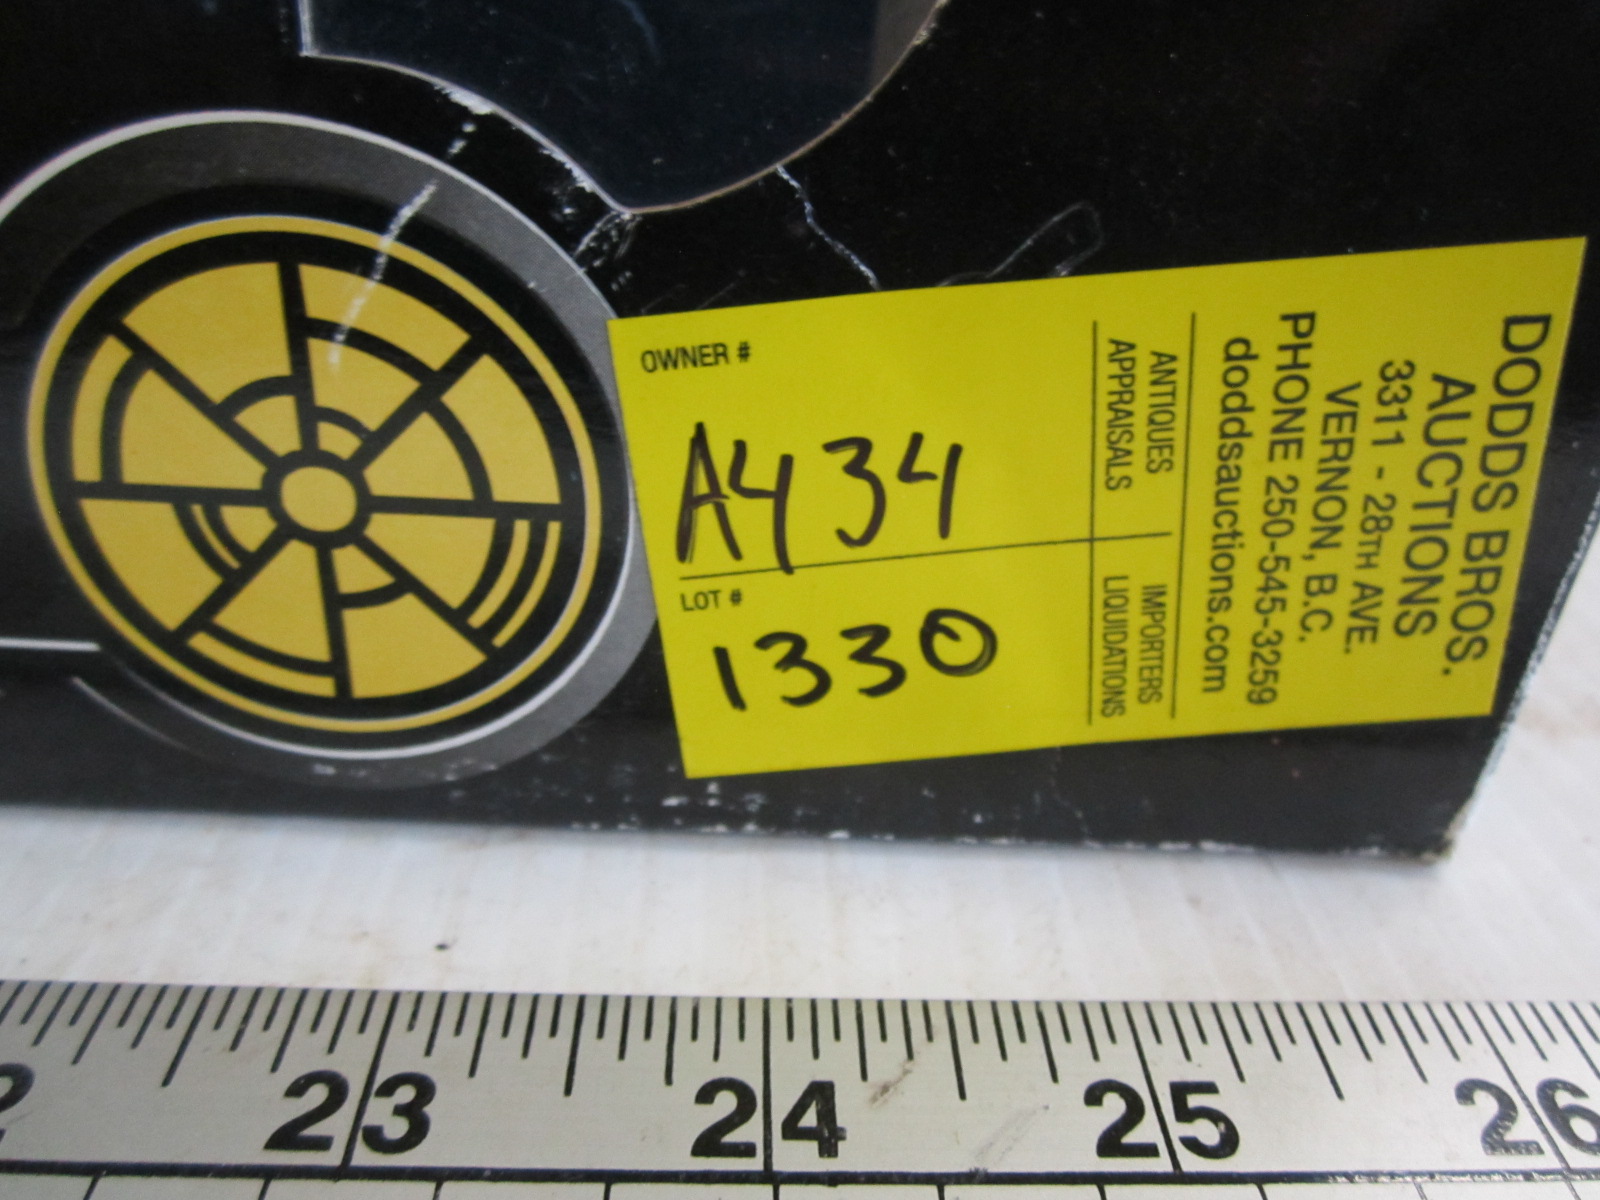 OWNER #
A4434
LOT #
1330
ANTIQUES
APPRAISALS
IMPORTERS
LIQUIDATIONS
DODDS BROS.
AUCTIONS
3311 - 28TH AVE.
VERNON, B.C.
PHONE 250-545-3259
doddsauctions.com
23
24
25
26